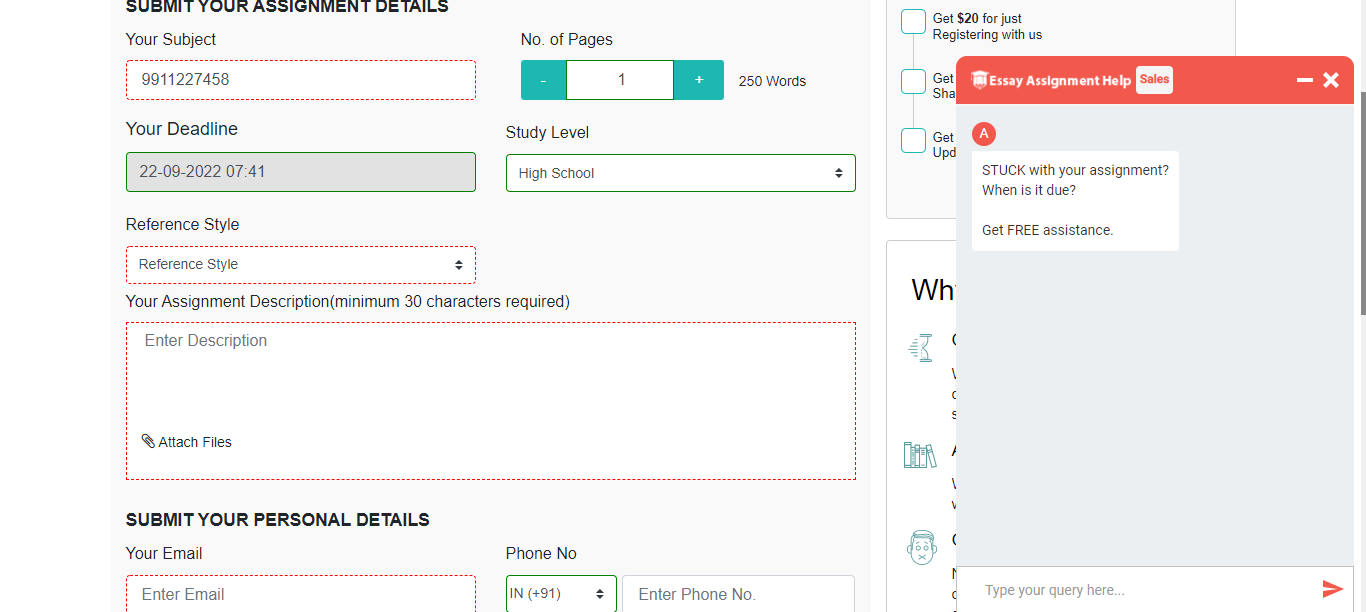 SUBMIT YOUR ASSIGNMENT DETAILS
Your Subject
No. of Pages
9911227458
-
1
+
250 Words
Your Deadline
Study Level
22-09-2022 07:41
High School
Reference Style
Reference Style
Your Assignment Description(minimum 30 characters required)
Enter Description
Attach Files
SUBMIT YOUR PERSONAL DETAILS
Your Email
Phone No
Enter Email
IN (+91)
Enter Phone No.
Get $20 for just
Registering with us
Get
Sha
Get
Upd
Wh
Essay Assignment Help Sales
A
STUCK with your assignment?
When is it due?
Get FREE assistance.
Type your query here...